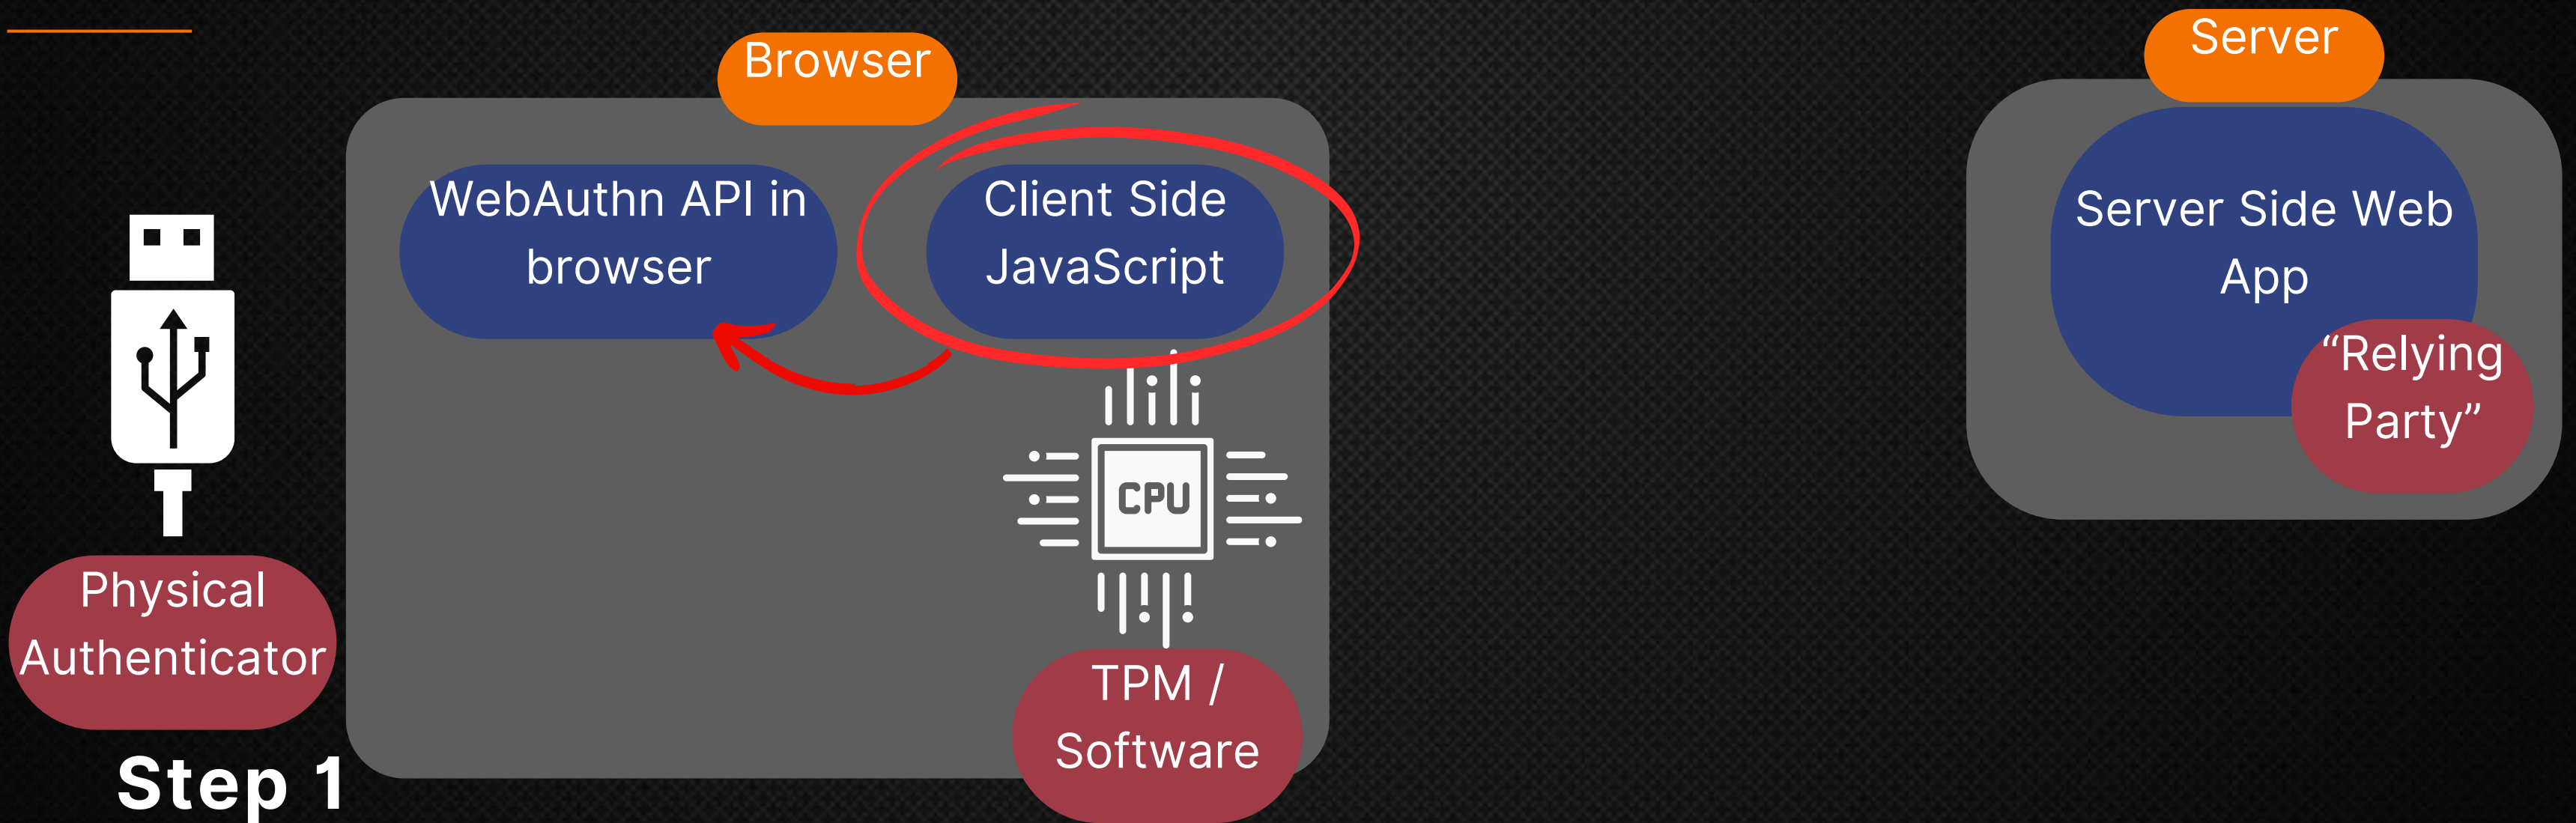 Browser
Server
WebAuthn API in
browser
Client Side
JavaScript
Server Side Web
App
“Relying
Party”
CPU
Physical
Authenticator
TPM /
Software
Step 1